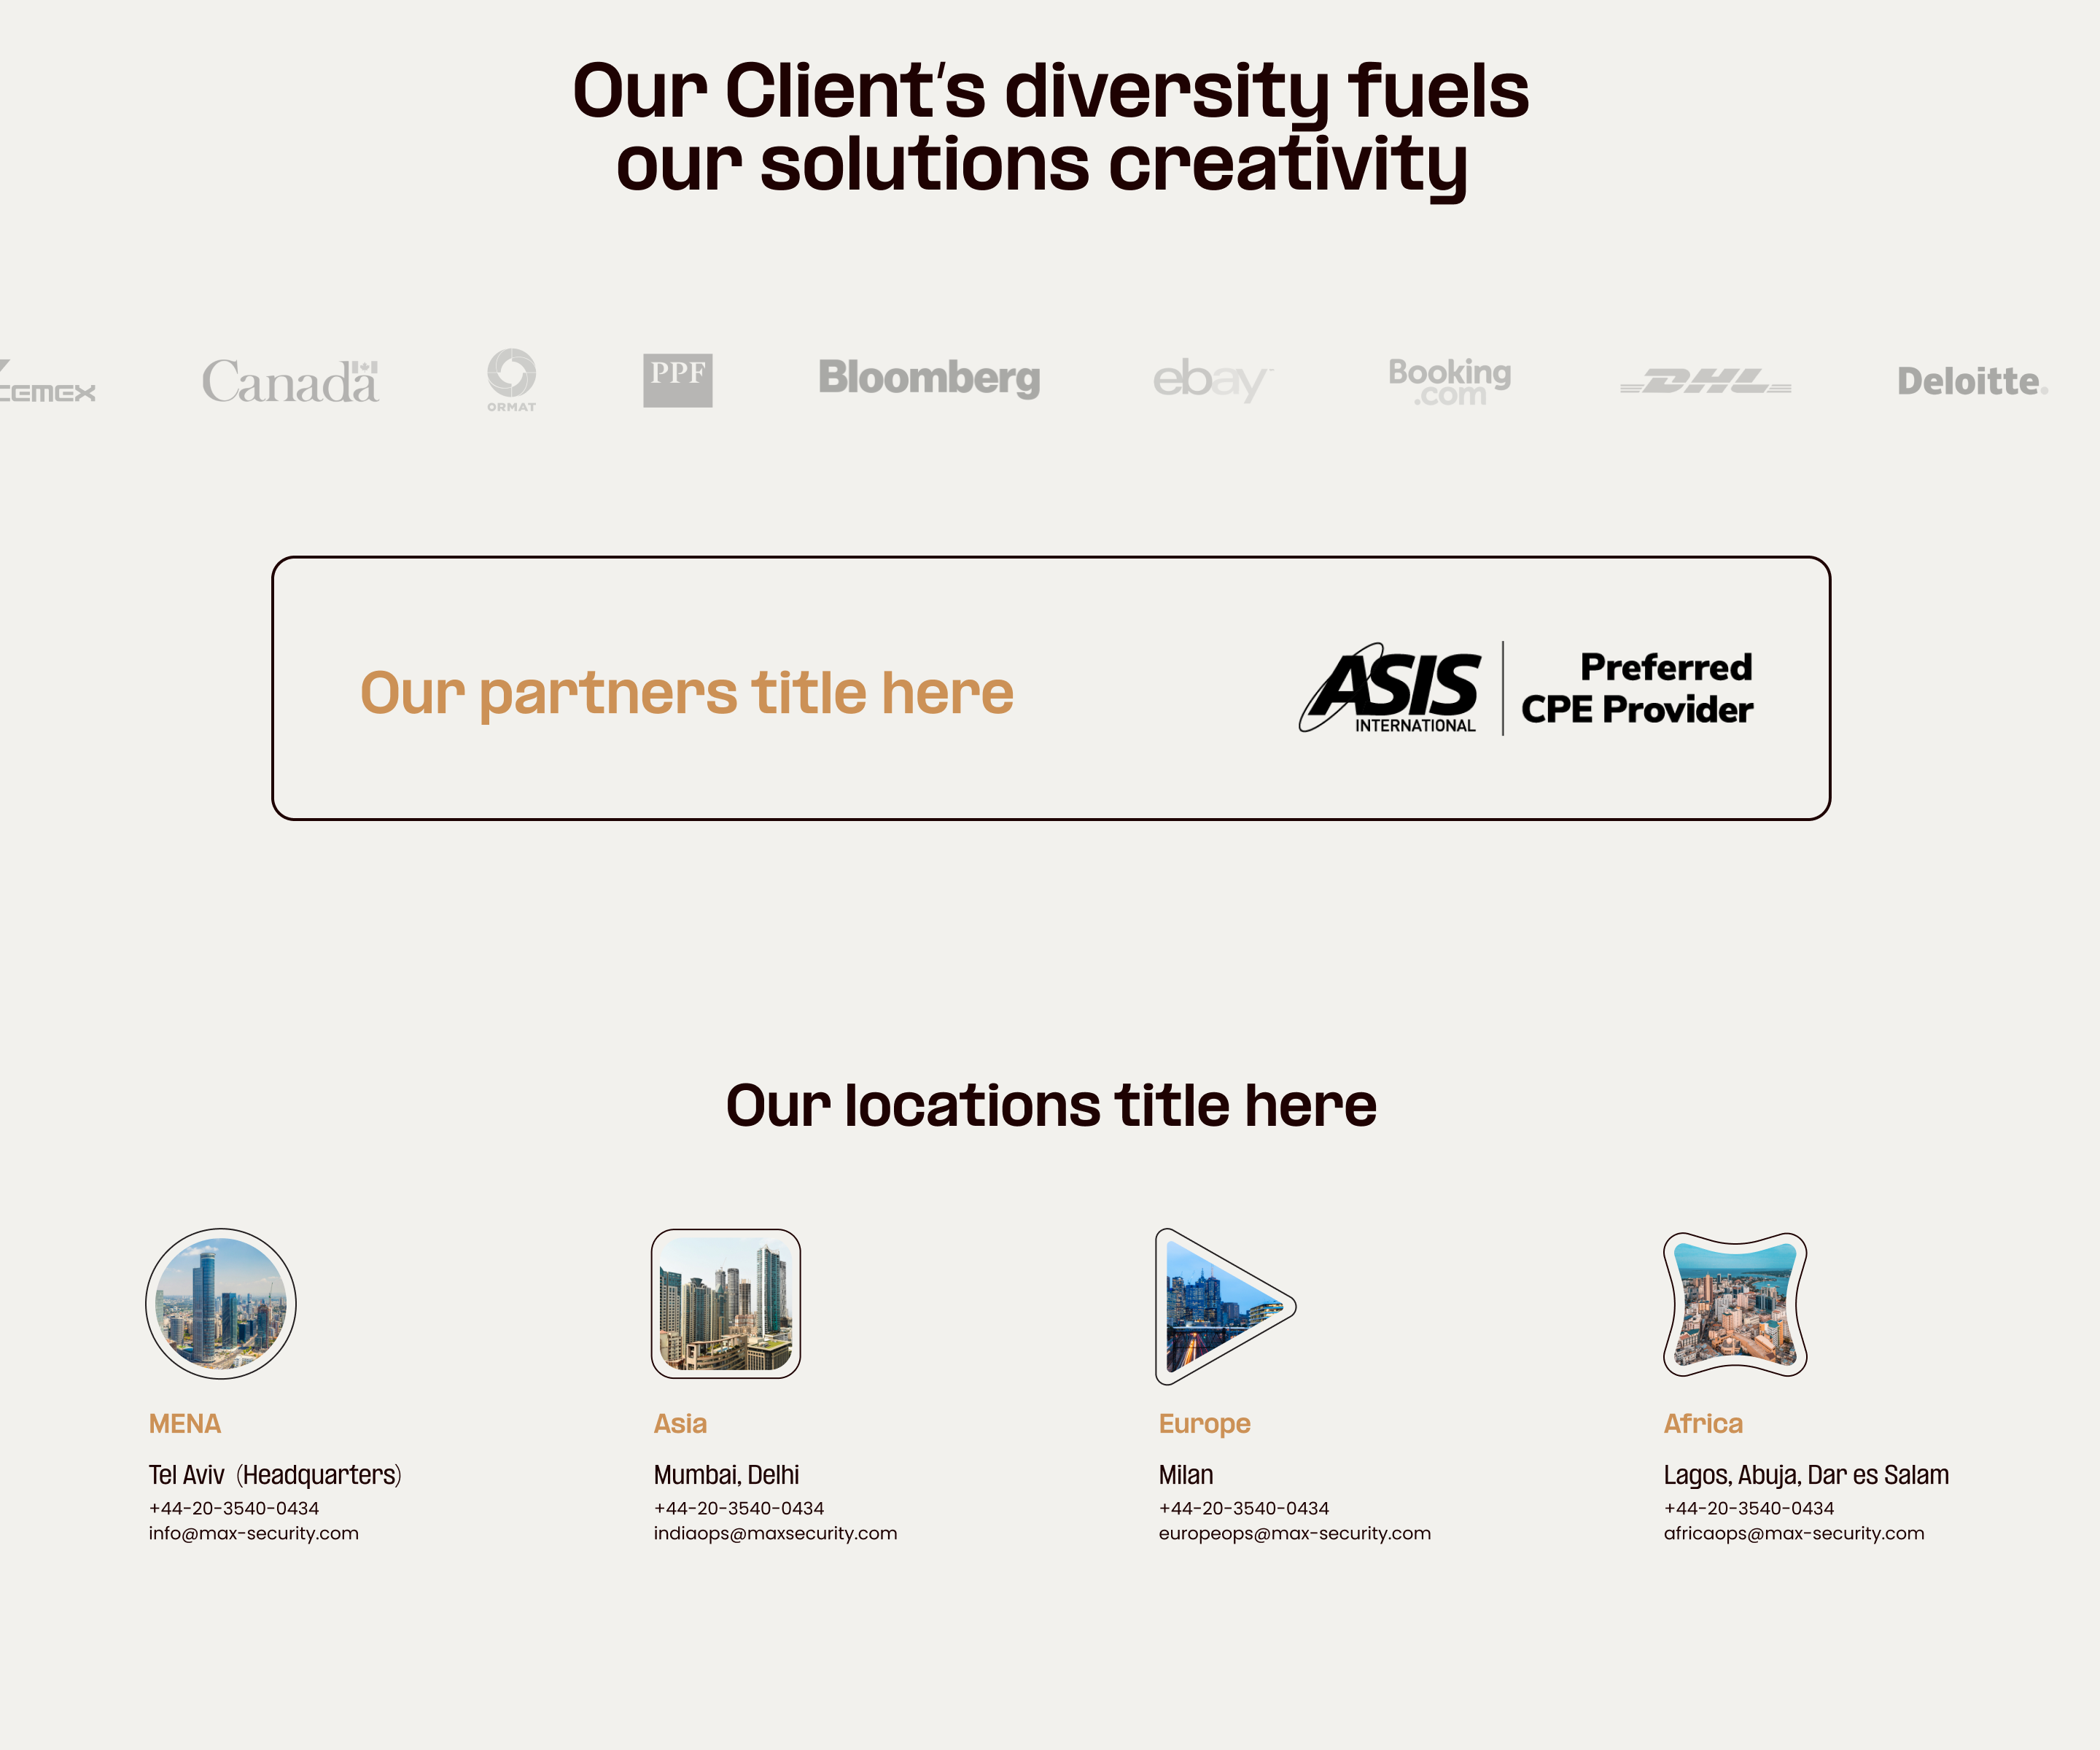 Our Client's diversity fuels
our solutions creativity
CEMEX
Canada
ORMAT
PPF
Bloomberg
ebay™
Booking
.com
DHL
Deloitte.
Our partners title here
ASIS
INTERNATIONAL
Preferred
CPE Provider
Our locations title here
MENA
Tel Aviv (Headquarters)
+44-20-3540-0434
info@max-security.com
Asia
Mumbai, Delhi
+44-20-3540-0434
indiaops@maxsecurity.com
Europe
Milan
+44-20-3540-0434
europeops@max-security.com
Africa
Lagos, Abuja, Dar es Salam
+44-20-3540-0434
africaops@max-security.com